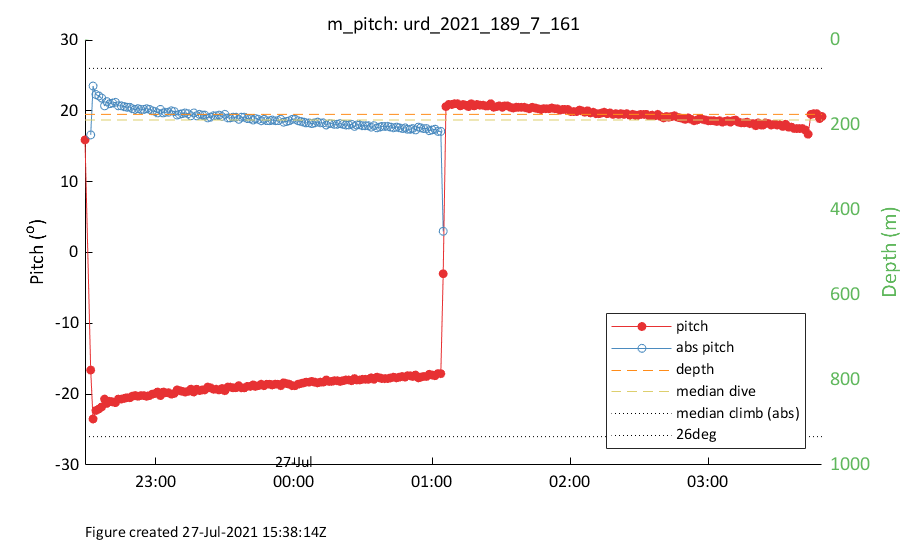 m_pitch: urd_2021_189_7_161
30
20
10
0
-10
-20
-30
Pitch (º)
0
200
400
600
800
1000
Depth (m)
pitch
abs pitch
depth
median dive
median climb (abs)
26deg
27-Jul
23:00 00:00 01:00 02:00 03:00
Figure created 27-Jul-2021 15:38:14Z